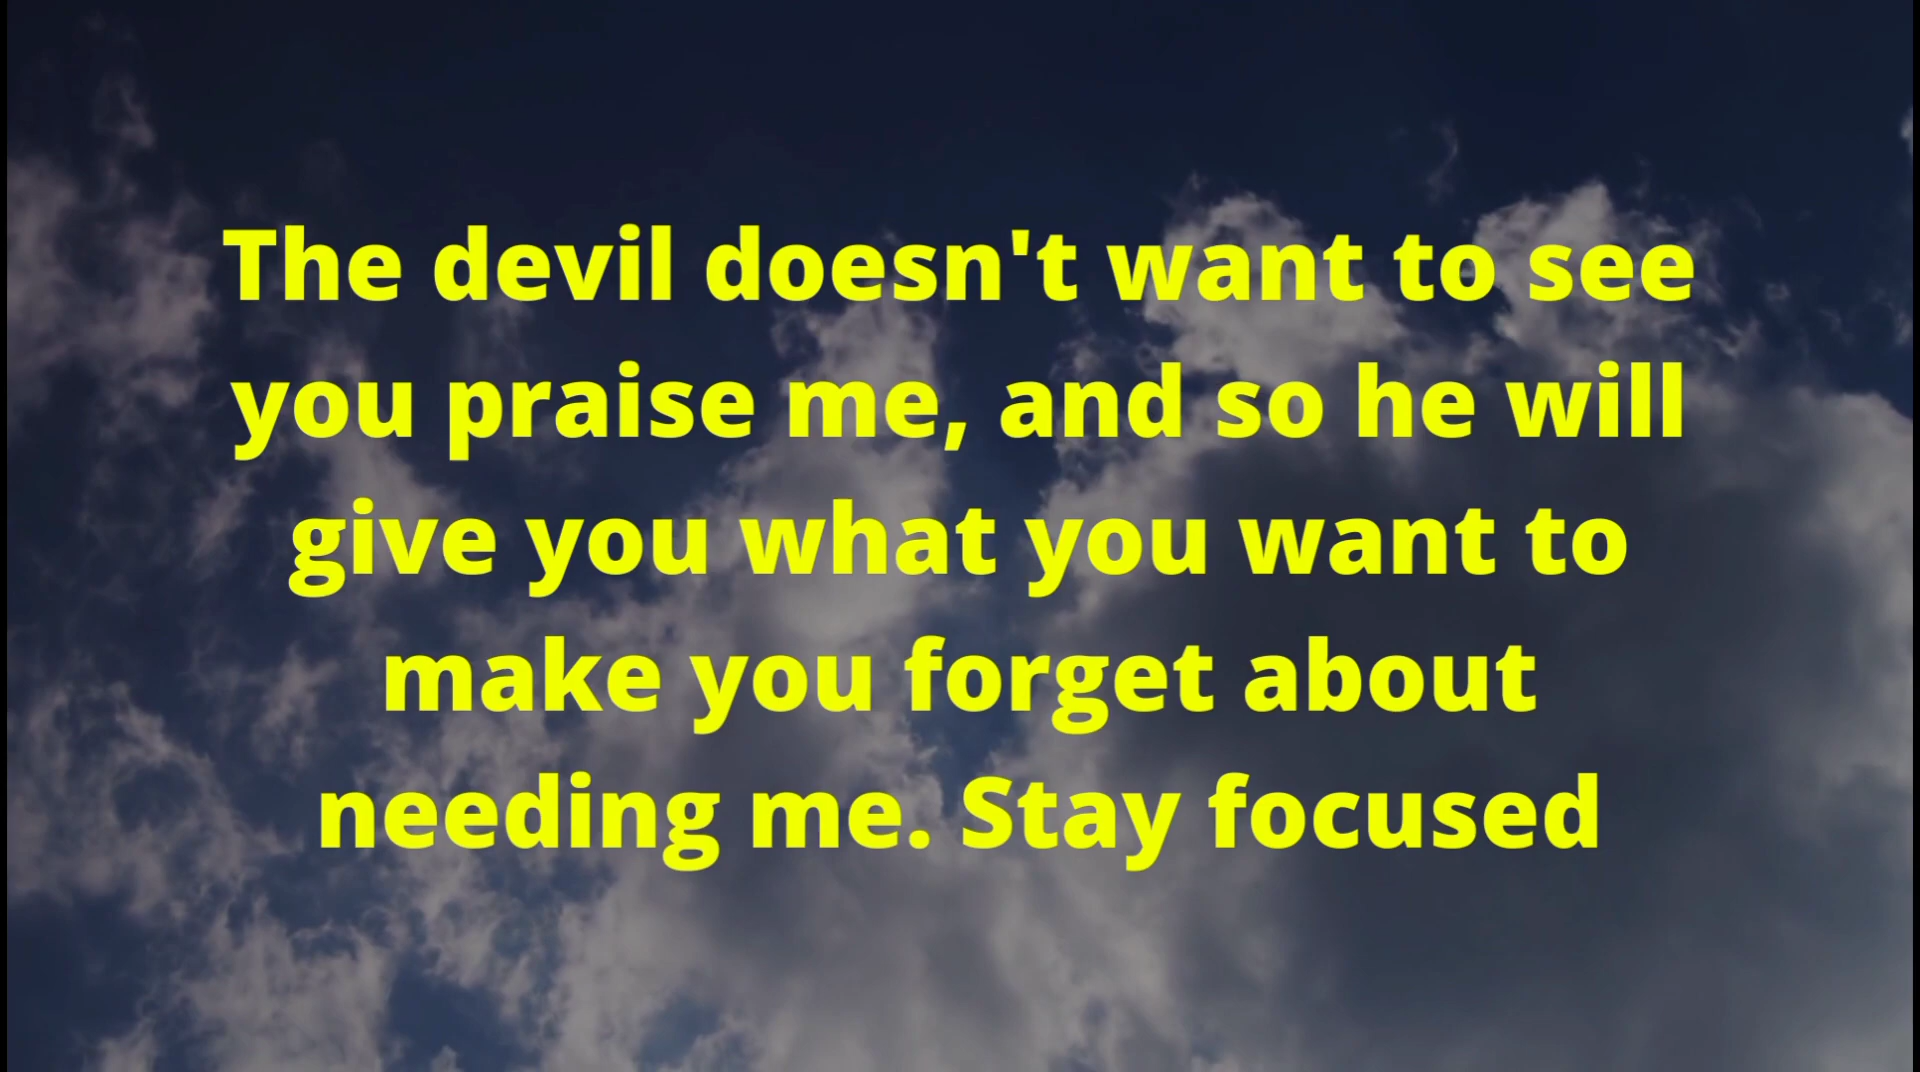 The devil doesn't want to see
you praise me, and so he will
give you what you want to
make you forget about
needing me. Stay focused